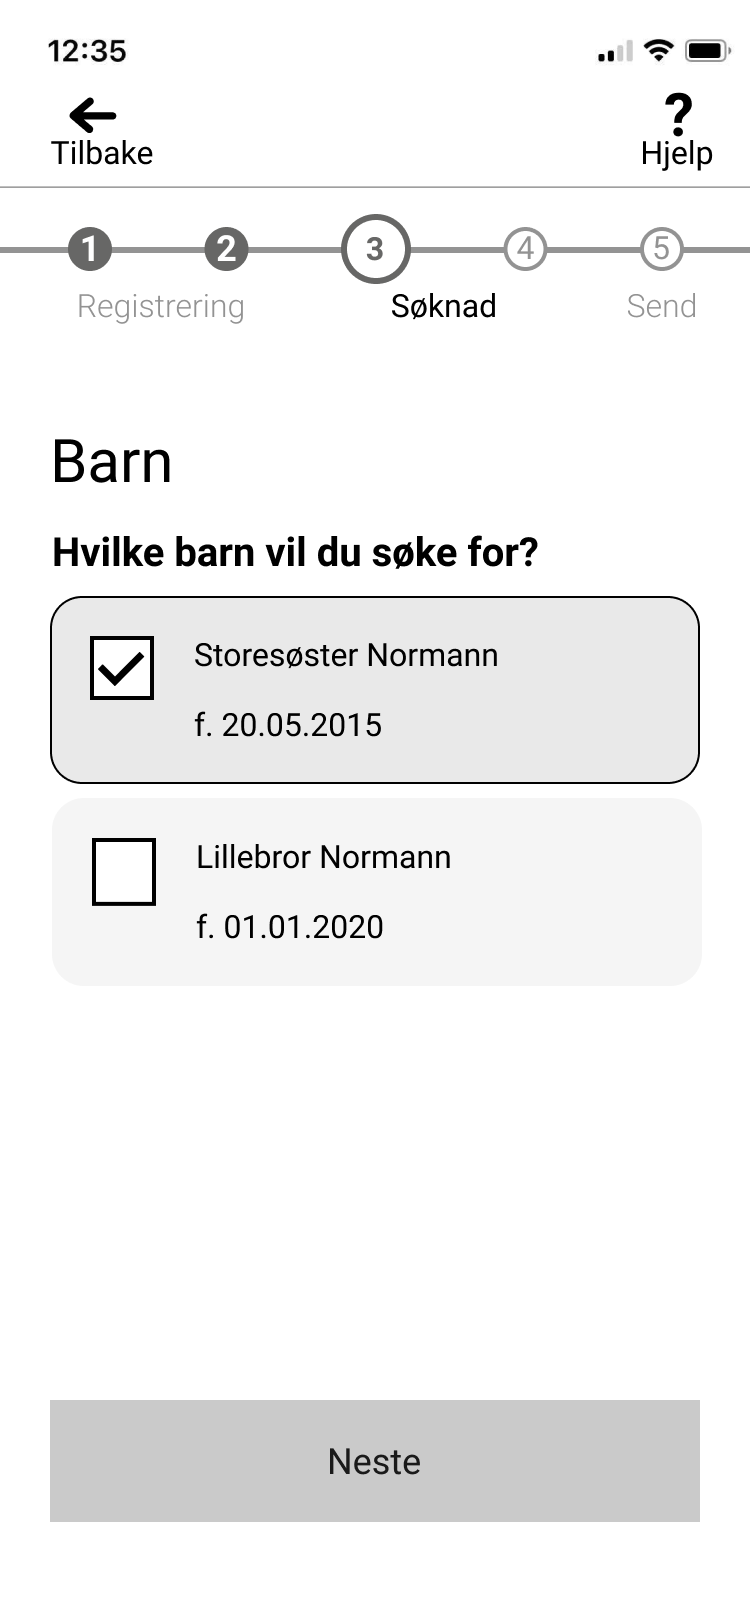 12:35
Tilbake
?
Hjelp
1 2 3 4 5
Registrering Søknad Send
Barn
Hvilke barn vil du søke for?
Storesøster Normann
f. 20.05.2015
Lillebror Normann
f. 01.01.2020
Neste